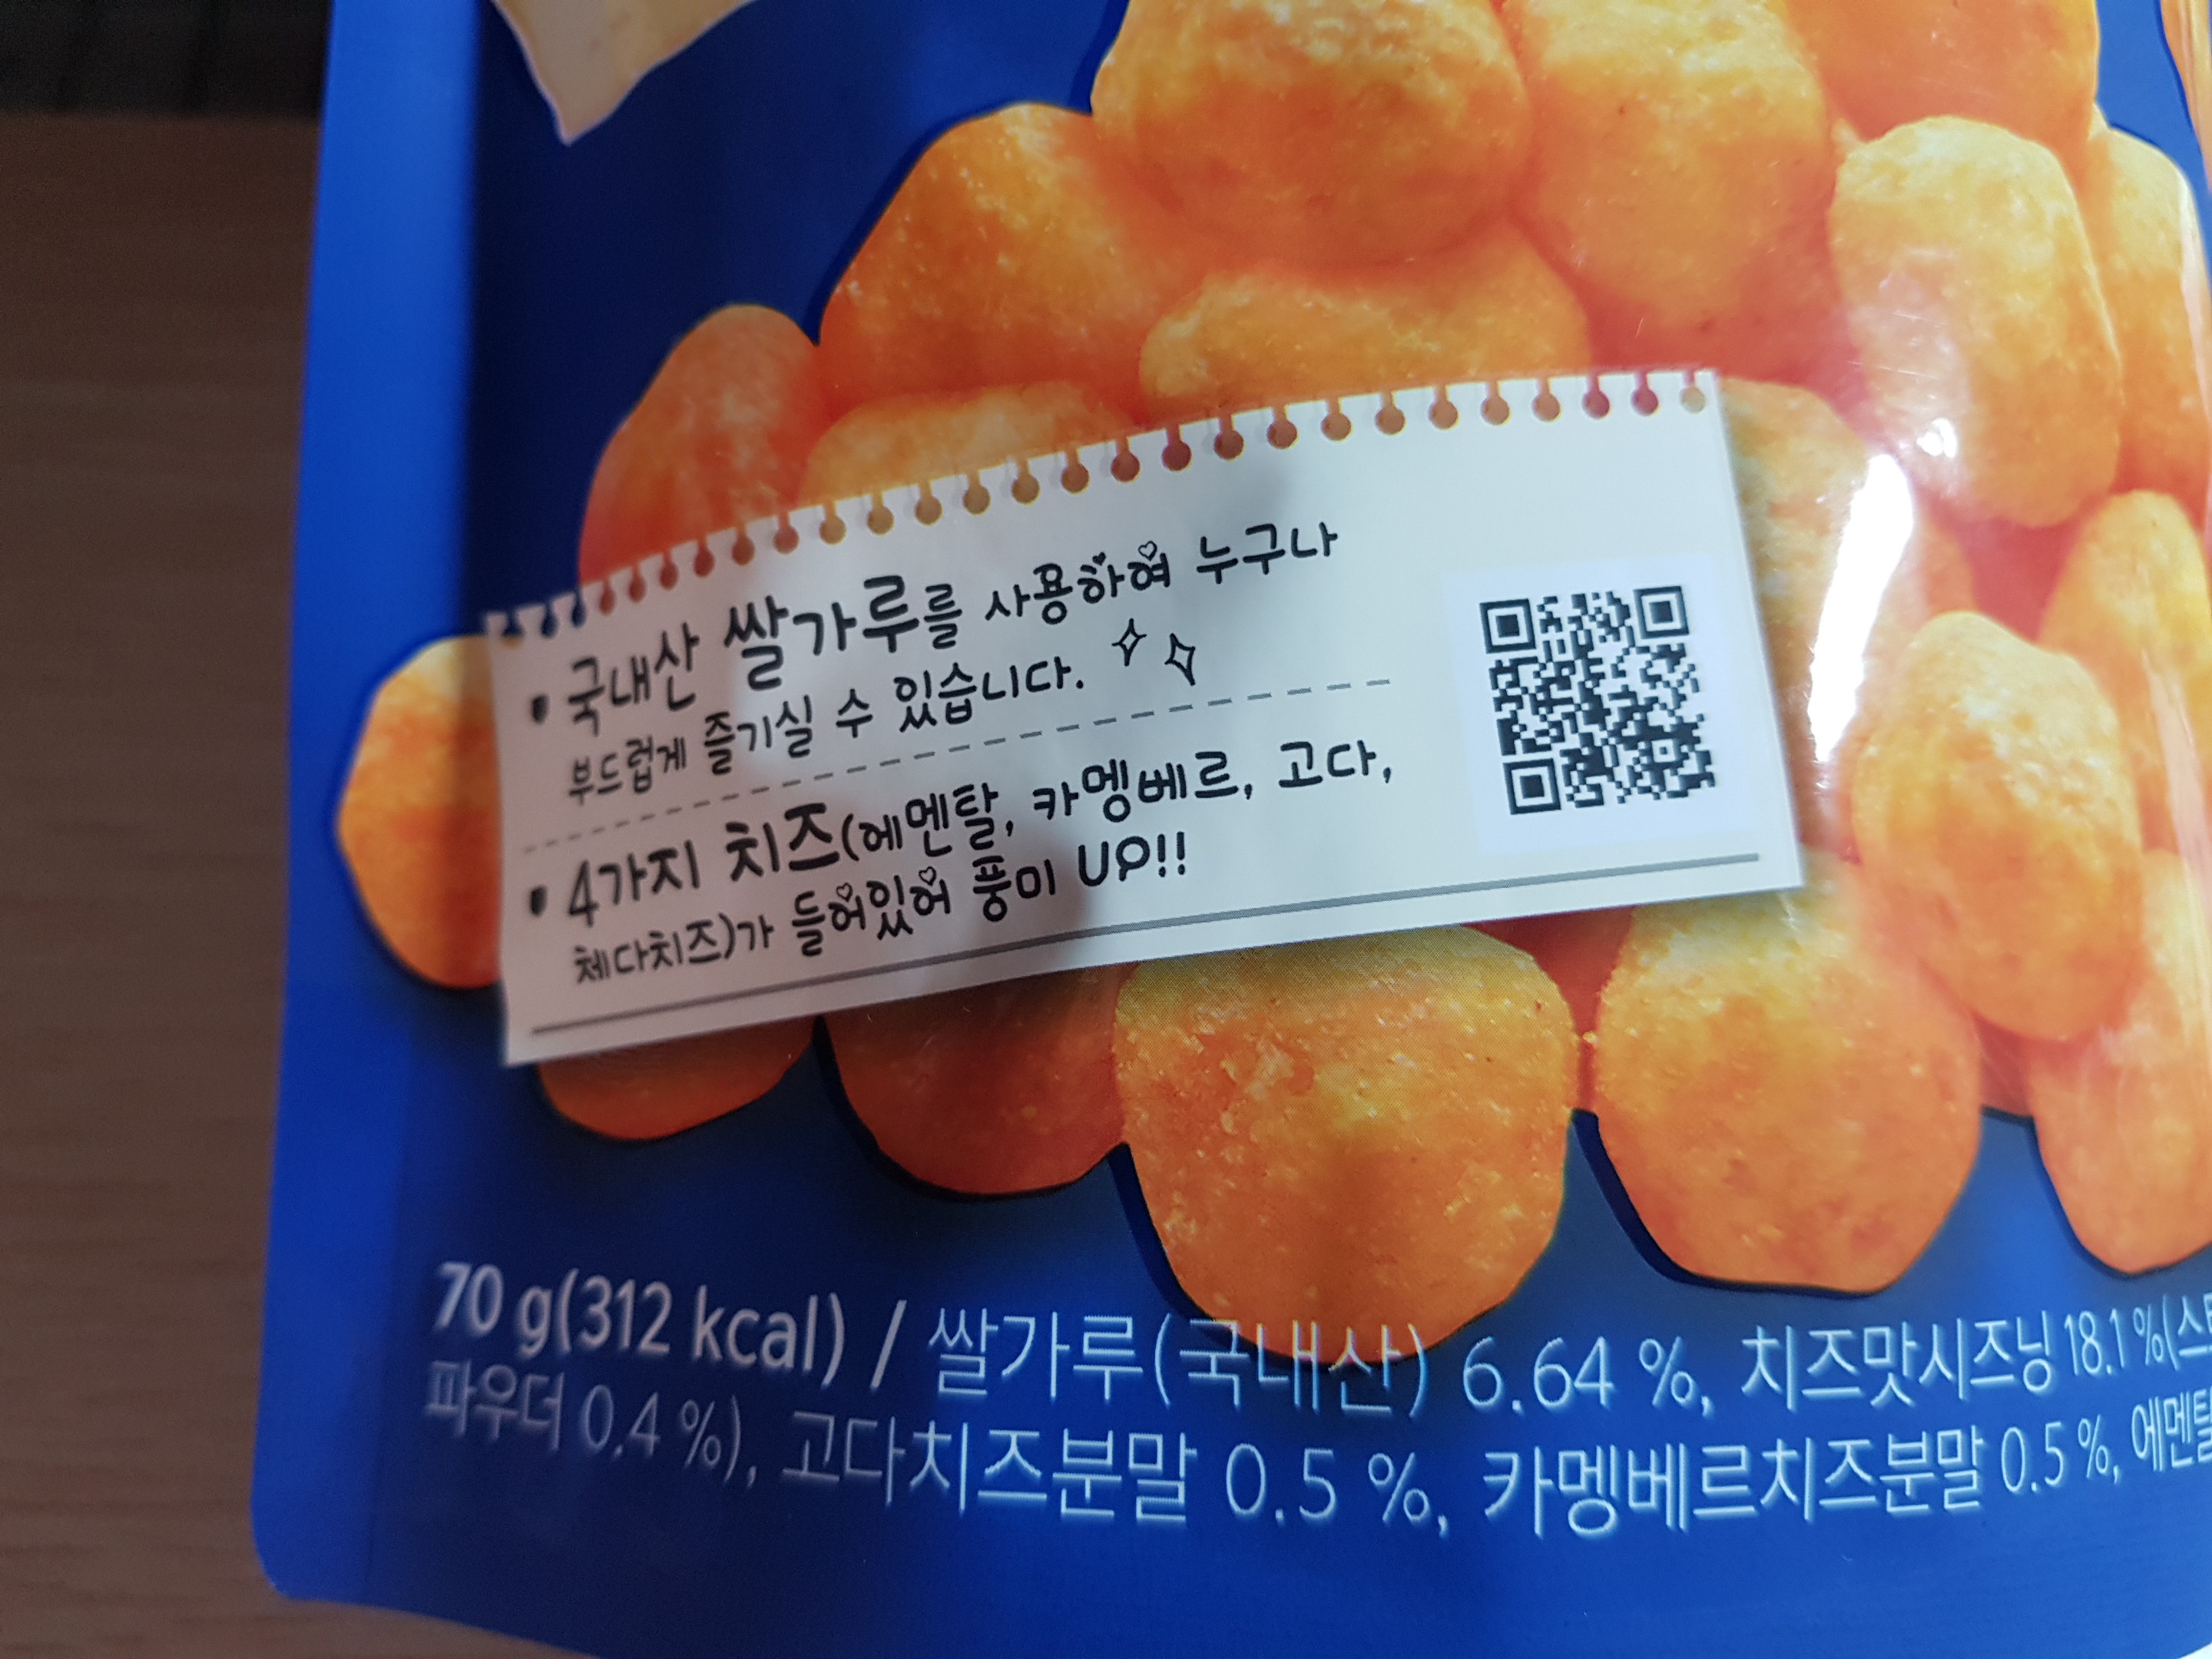 • 국내산 쌀가루를 사용하여 누구나
부드럽게 즐기실 수 있습니다.
• 4가지 치즈(에멘탈, 카멩베르, 고다,
체다치즈)가 들어있어 풍미 UP!!
70 g(312 kcal) / 쌀가루(국내산) 6.64 %, 치즈맛시즈닝 18.1 %(스
파우더 0.4 %), 고다치즈분말 0.5 %, 카멩베르치즈분말 0.5 %, 에멘탈